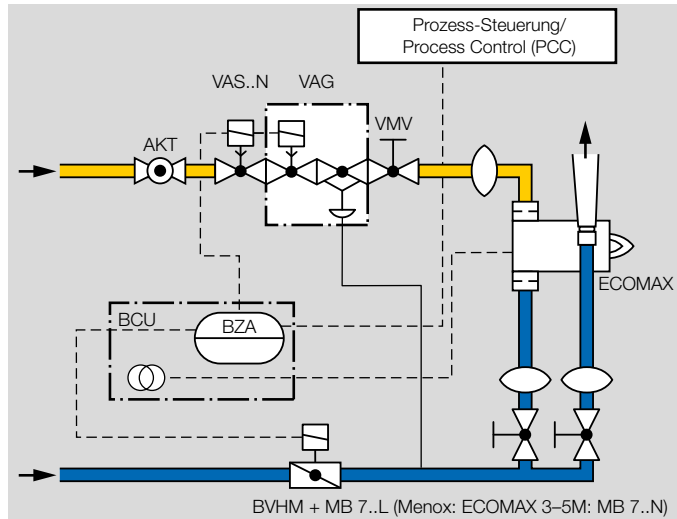 Prozess-Steuerung/
Process Control (PCC)
VAS..N
VAG
AKT
VMV
ECOMAX
BCU
BZA
BVHM + MB 7..L (Menox: ECOMAX 3–5M: MB 7..N)